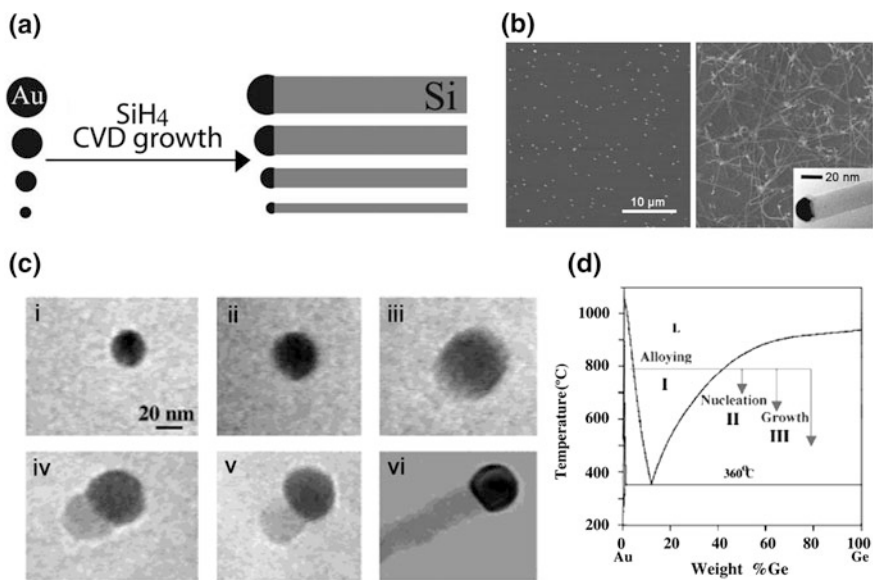 (a)
Au
SiH4
CVD growth
Si
(b)
10 µm
20 nm
(c)
i
ii
iii
20 nm
iv
v
vi
(d)
1000
800
600
400
200
Temperature (°C)
L
Alloying
I
Nucleation
II
Growth
III
360°C
0
20
40
60
80
100
Au
Ge
Weight %Ge